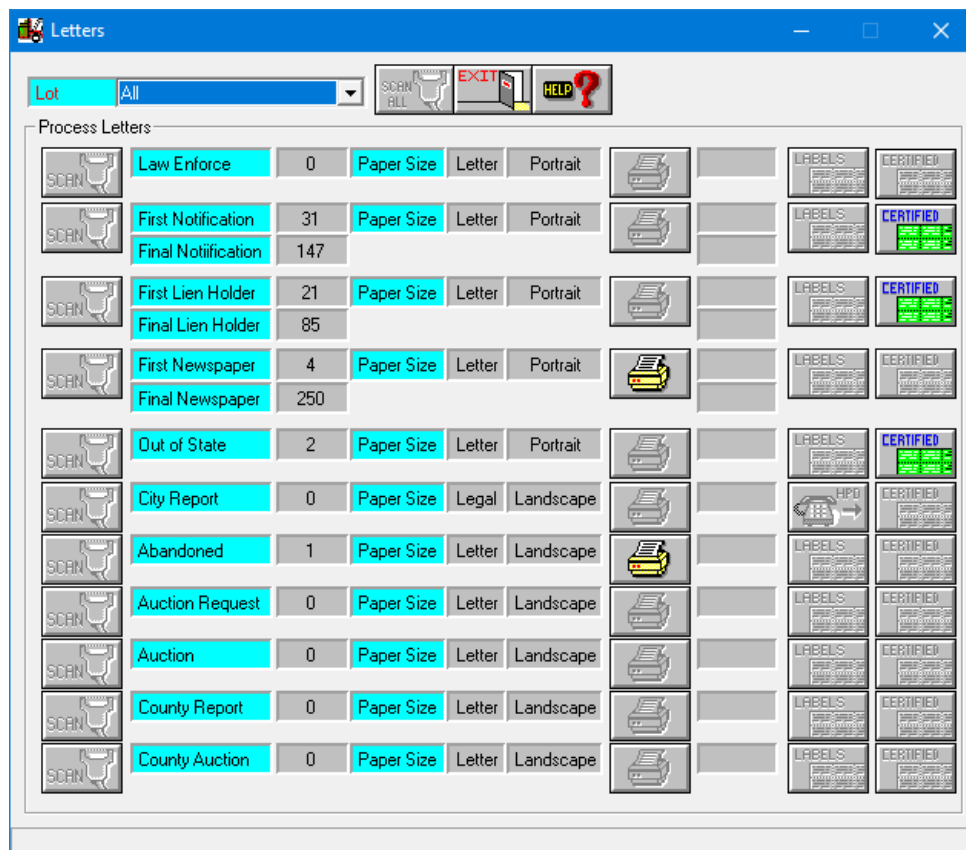 Letters
Lot All SCAN ALL EXIT HELP ?
Process Letters
SCAN Law Enforce 0 Paper Size Letter Portrait LABELS CERTIFIED
SCAN First Notification 31 Paper Size Letter Portrait LABELS CERTIFIED
Final Notiification 147
SCAN First Lien Holder 21 Paper Size Letter Portrait LABELS CERTIFIED
Final Lien Holder 85
SCAN First Newspaper 4 Paper Size Letter Portrait LABELS CERTIFIED
Final Newspaper 250
SCAN Out of State 2 Paper Size Letter Portrait LABELS CERTIFIED
SCAN City Report 0 Paper Size Legal Landscape HPD CERTIFIED
SCAN Abandoned 1 Paper Size Letter Landscape LABELS CERTIFIED
SCAN Auction Request 0 Paper Size Letter Landscape LABELS CERTIFIED
SCAN Auction 0 Paper Size Letter Landscape LABELS CERTIFIED
SCAN County Report 0 Paper Size Letter Landscape LABELS CERTIFIED
SCAN County Auction 0 Paper Size Letter Landscape LABELS CERTIFIED